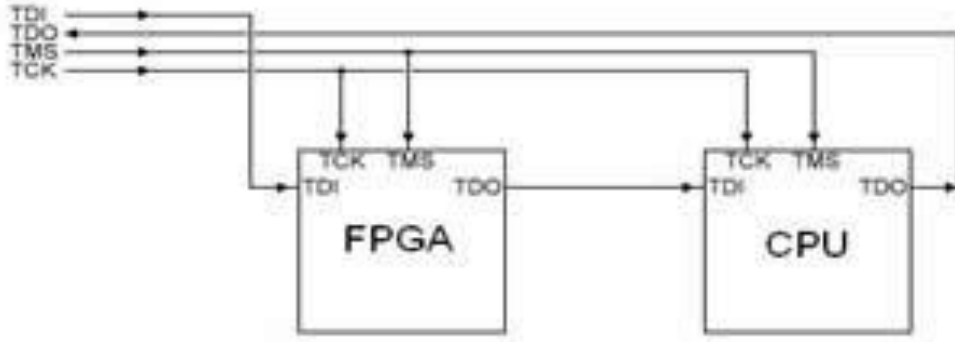 TDI
TDO
TMS
TCK
TCK TMS
TCK TMS
TDI TDO
TDI TDO
FPGA
CPU